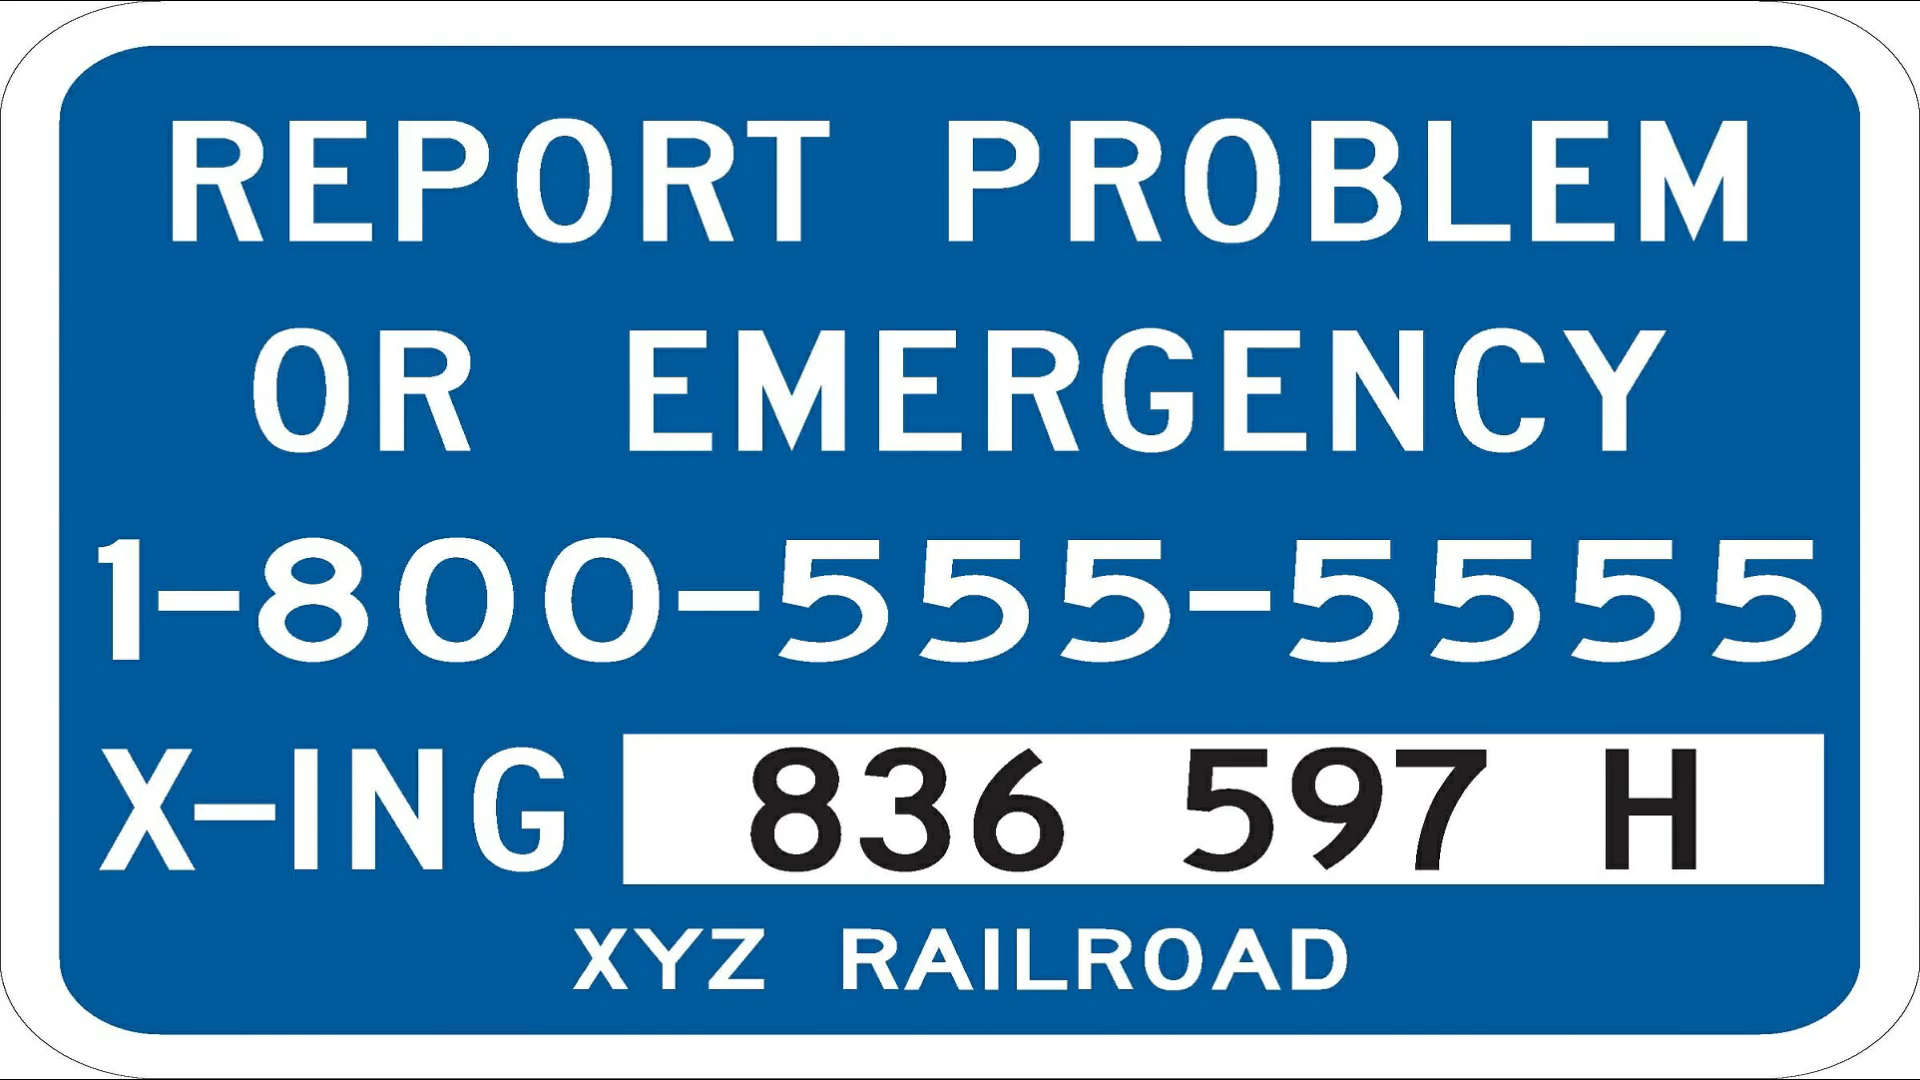 REPORT PROBLEM
OR EMERGENCY
1-800-555-5555
X-ING 836 597 H
XYZ RAILROAD